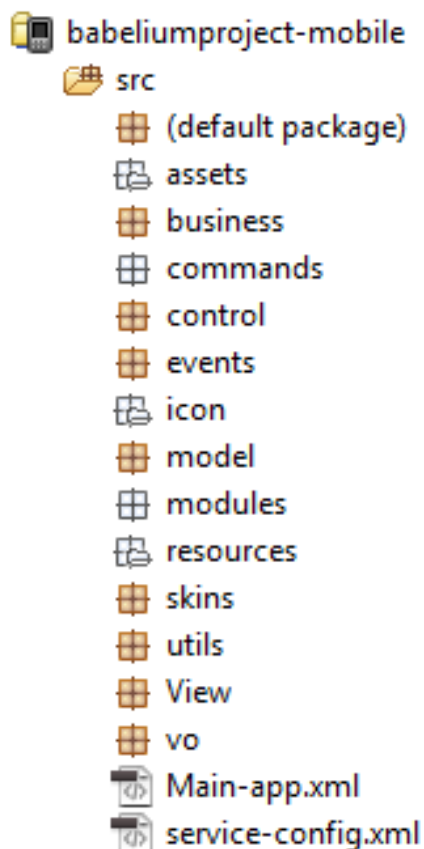 babeliumproject-mobile
src
(default package)
assets
business
commands
control
events
icon
model
modules
resources
skins
utils
View
vo
Main-app.xml
service-config.xml